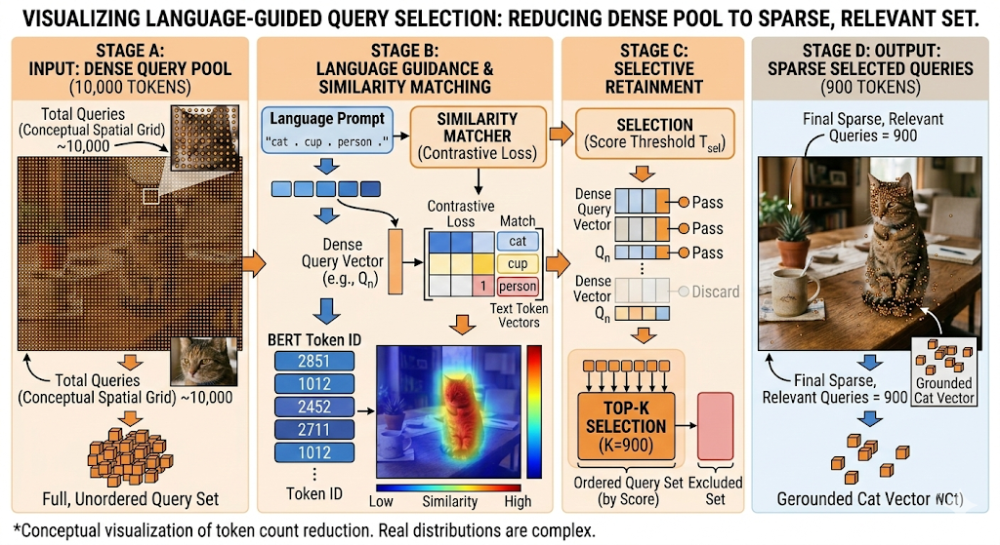 VISUALIZING LANGUAGE-GUIDED QUERY SELECTION: REDUCING DENSE POOL TO SPARSE, RELEVANT SET.
STAGE A:
INPUT: DENSE QUERY POOL
(10,000 TOKENS)
Total Queries
(Conceptual Spatial Grid)
~10,000
Total Queries
(Conceptual Spatial Grid) ~10,000
Full, Unordered Query Set
STAGE B:
LANGUAGE GUIDANCE &
SIMILARITY MATCHING
Language Prompt
"cat . cup . person ."
SIMILARITY
MATCHER
(Contrastive Loss)
Contrastive
Loss
Match
cat
cup
1
person
Text Token
Vectors
Dense
Query Vector
(e.g., Qn)
BERT Token ID
2851
1012
2452
2711
1012
Token ID
Low
Similarity
High
STAGE C:
SELECTIVE
RETAINMENT
SELECTION
(Score Threshold Tsel)
Dense
Query
Vector
Pass
Pass
Qn
Pass
Dense
Vector
Discard
Qn
TOP-K
SELECTION
(K=900)
Ordered Query Set
(by Score)
Excluded
Set
STAGE D: OUTPUT:
SPARSE SELECTED QUERIES
(900 TOKENS)
Final Sparse, Relevant
Queries = 900
Final Sparse,
Relevant Queries = 900
Grounded
Cat Vector
Gerounded Cat Vector
*Conceptual visualization of token count reduction. Real distributions are complex.